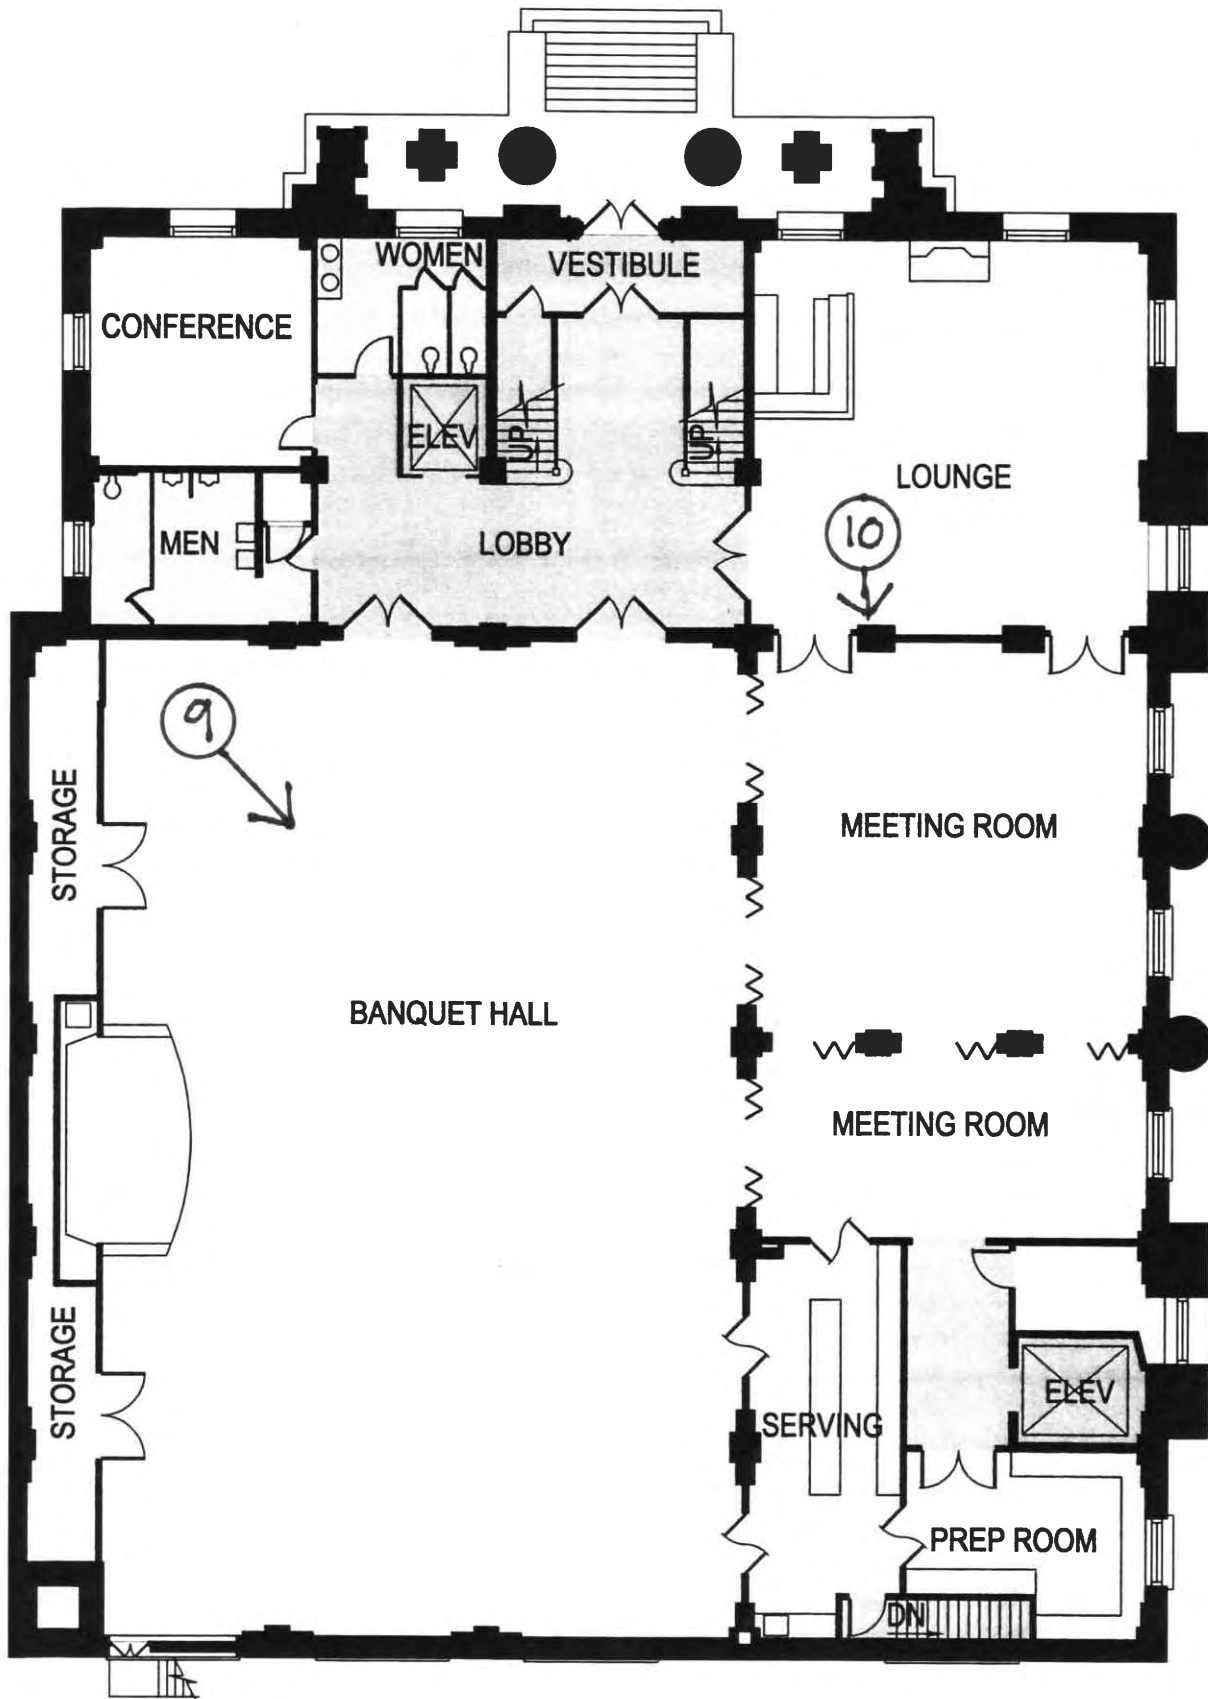 WOMEN
VESTIBULE
CONFERENCE
ELEV
UP
UP
LOUNGE
MEN
LOBBY
10
9
STORAGE
MEETING ROOM
BANQUET HALL
MEETING ROOM
STORAGE
ELEV
SERVING
PREP ROOM
DN